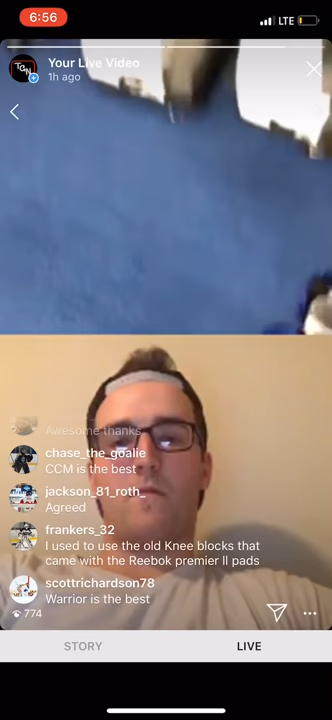 6:56
LTE
TGN
Your Live Video
1h ago
Awesome thanks
chase_the_goalie
CCM is the best
jackson_81_roth_
Agreed
frankers_32
I used to use the old Knee blocks that
came with the Reebok premier ll pads
scottrichardson78
Warrior is the best
774
STORY
LIVE